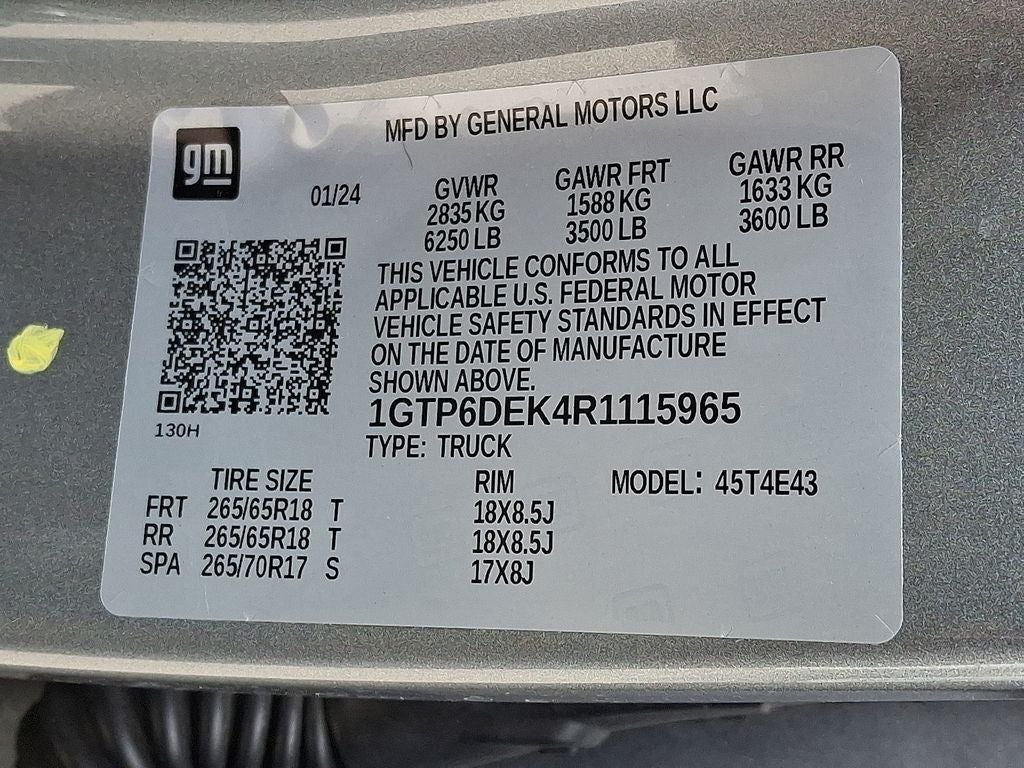 gm
MFD BY GENERAL MOTORS LLC
01/24
GVWR GAWR FRT GAWR RR
2835 KG 1588 KG 1633 KG
6250 LB 3500 LB 3600 LB
THIS VEHICLE CONFORMS TO ALL
APPLICABLE U.S. FEDERAL MOTOR
VEHICLE SAFETY STANDARDS IN EFFECT
ON THE DATE OF MANUFACTURE
SHOWN ABOVE.
1GTP6DEK4R1115965
130H
TYPE: TRUCK
TIRE SIZE RIM MODEL: 45T4E43
FRT 265/65R18 T 18X8.5J
RR 265/65R18 T 18X8.5J
SPA 265/70R17 S 17X8J